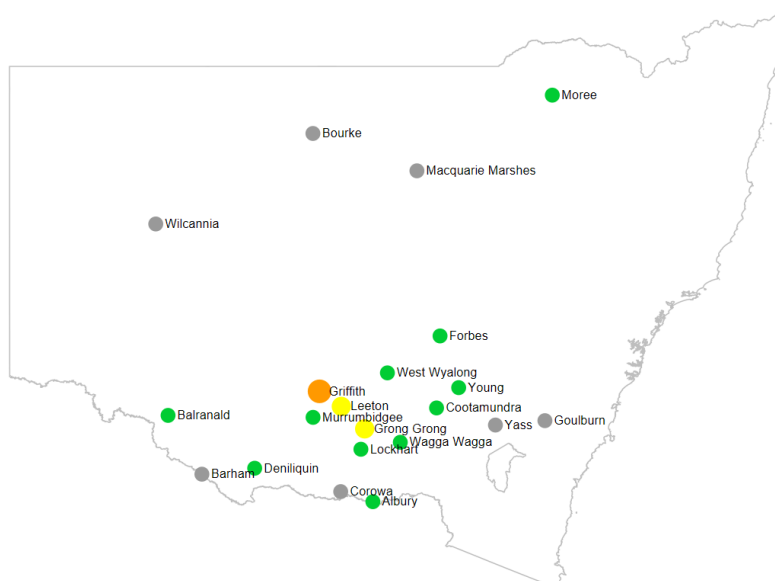 Moree
Bourke
Macquarie Marshes
Wilcannia
Forbes
West Wyalong
Young
Griffith
Leeton
Cootamundra
Balranald
Murrumbidgee
Goulburn
Yass
Grong Grong
Wagga Wagga
Lockhart
Deniliquin
Barham
Corowa
Albury